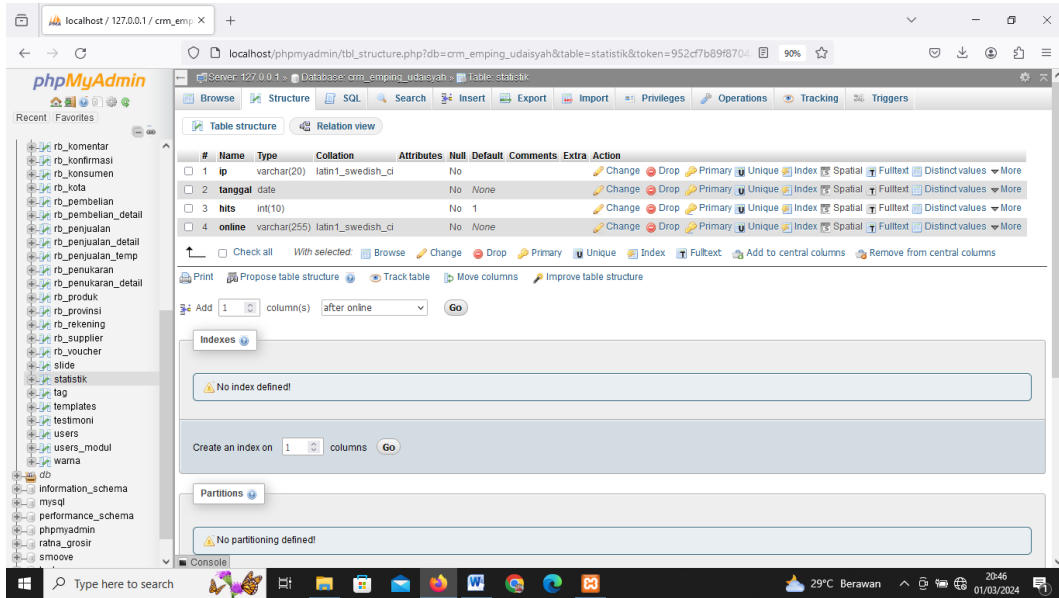 localhost / 127.0.0.1 / crm_emp
localhost/phpmyadmin/tbl_structure.php?db=crm_emping_udaisyah&table=statistik&token=952cf7b89f8704
90%
phpMyAdmin
Recent Favorites
rb_komentar
rb_konfirmasi
rb_konsumen
rb_kota
rb_pembelian
rb_pembelian_detail
rb_penjualan
rb_penjualan_detail
rb_penjualan_temp
rb_penukaran
rb_penukaran_detail
rb_produk
rb_provinsi
rb_rekening
rb_supplier
rb_voucher
slide
statistik
tag
templates
testimoni
users
users_modul
warna
db
information_schema
mysql
performance_schema
phpmyadmin
ratna_grosir
smoove
Server: 127.0.0.1 » Database: crm_emping_udaisyah » Table: statistik
Browse Structure SQL Search Insert Export Import Privileges Operations Tracking Triggers
Table structure Relation view
# Name Type Collation Attributes Null Default Comments Extra Action
1 ip varchar(20) latin1_swedish_ci No Change Drop Primary Unique Index Spatial Fulltext Distinct values More
2 tanggal date No None Change Drop Primary Unique Index Spatial Fulltext Distinct values More
3 hits int(10) No 1 Change Drop Primary Unique Index Spatial Fulltext Distinct values More
4 online varchar(255) latin1_swedish_ci No None Change Drop Primary Unique Index Spatial Fulltext Distinct values More
Check all With selected: Browse Change Drop Primary Unique Index Fulltext Add to central columns Remove from central columns
Print Propose table structure Track table Move columns Improve table structure
Add 1 column(s) after online Go
Indexes
No index defined!
Create an index on 1 columns Go
Partitions
No partitioning defined!
Console
Type here to search
29°C Berawan
20:46
01/03/2024